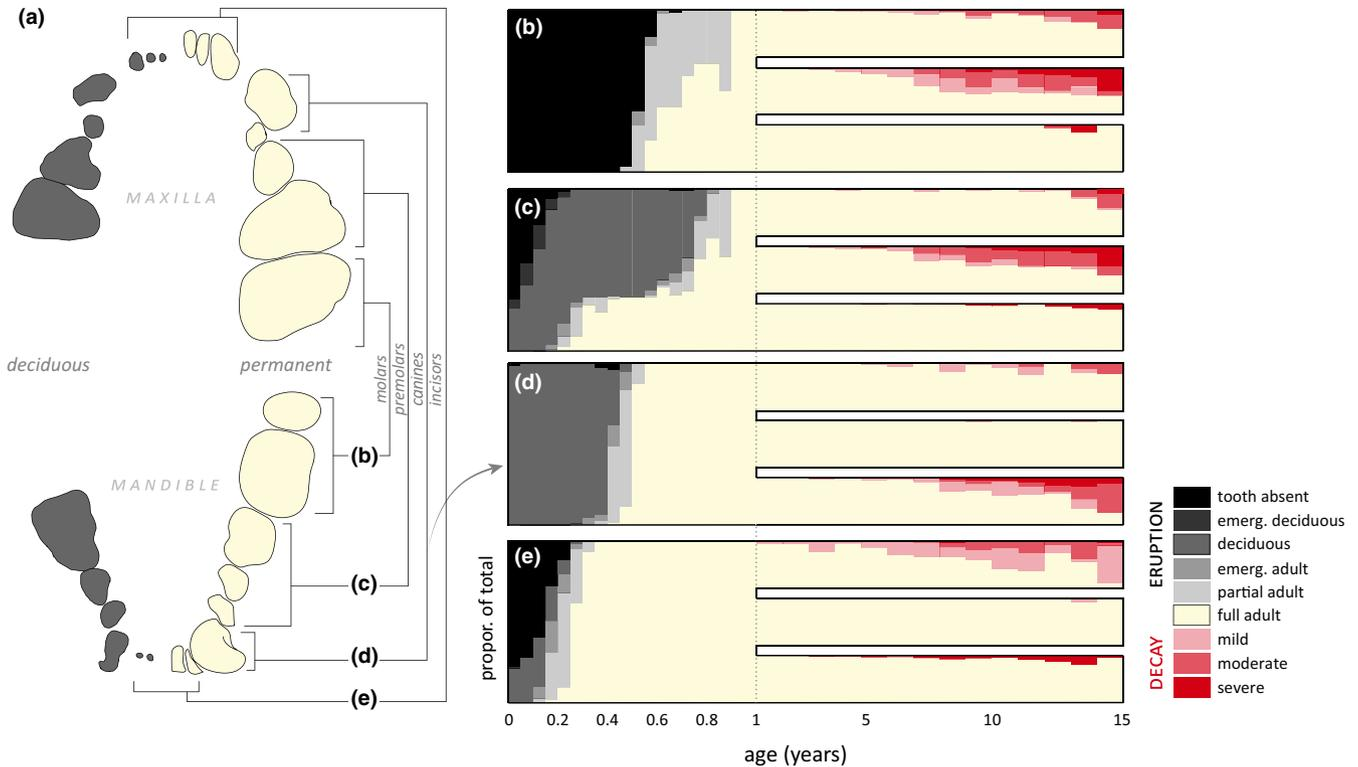 (a)
MAXILLA
deciduous
permanent
molars
premolars
canines
incisors
MANDIBLE
(b)
(c)
(d)
(e)
(b)
(c)
(d)
(e)
propor. of total
0 0.2 0.4 0.6 0.8 1 5 10 15
age (years)
ERUPTION
tooth absent
emerg. deciduous
deciduous
emerg. adult
partial adult
full adult
DECAY
mild
moderate
severe